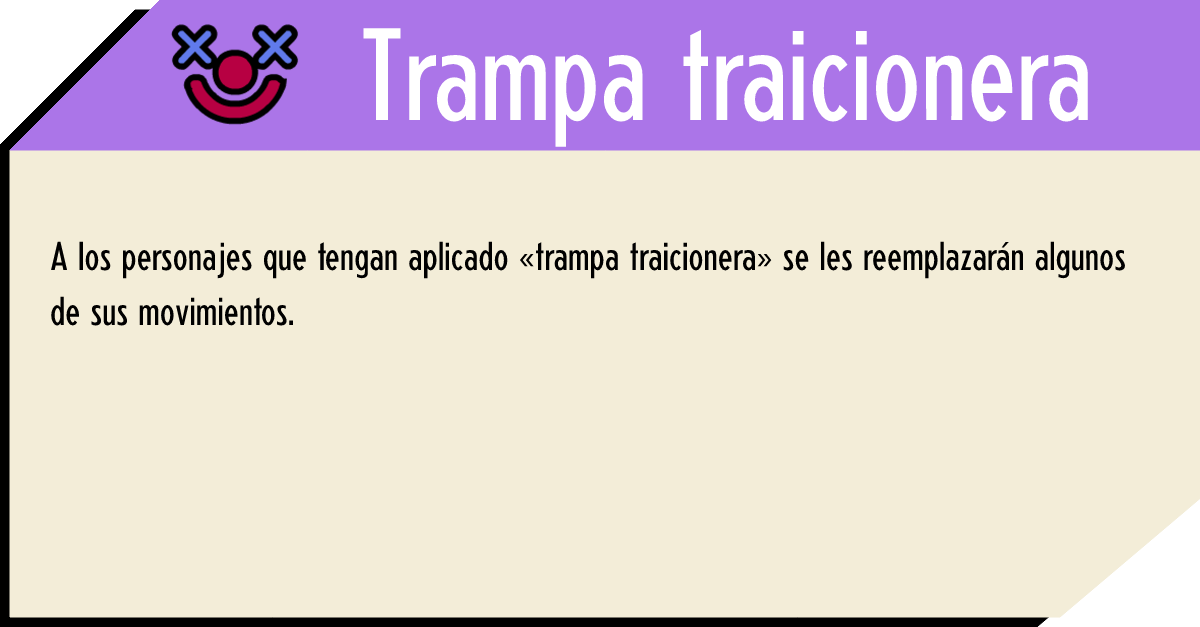 Trampa traicionera
A los personajes que tengan aplicado «trampa traicionera» se les reemplazarán algunos
de sus movimientos.